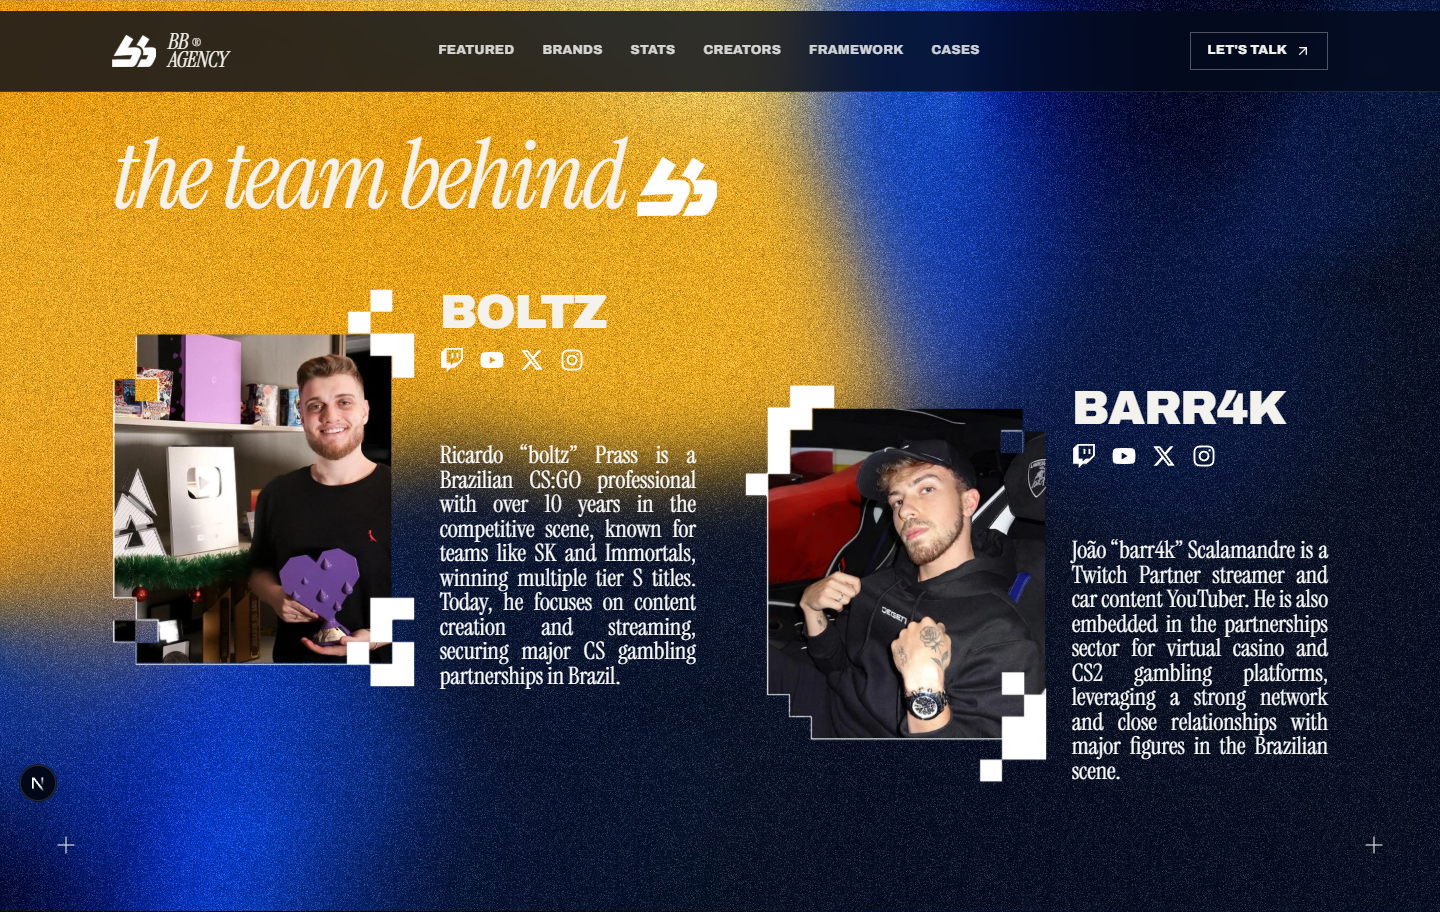 BB ®
AGENCY
FEATURED BRANDS STATS CREATORS FRAMEWORK CASES
LET'S TALK
the team behind
BOLTZ
Ricardo “boltz” Prass is a
Brazilian CS:GO professional
with over 10 years in the
competitive scene, known for
teams like SK and Immortals,
winning multiple tier S titles.
Today, he focuses on content
creation and streaming,
securing major CS gambling
partnerships in Brazil.
BARR4K
João “barr4k” Scalamandre is a
Twitch Partner streamer and
car content YouTuber. He is also
embedded in the partnerships
sector for virtual casino and
CS2 gambling platforms,
leveraging a strong network
and close relationships with
major figures in the Brazilian
scene.
DEGEN
N